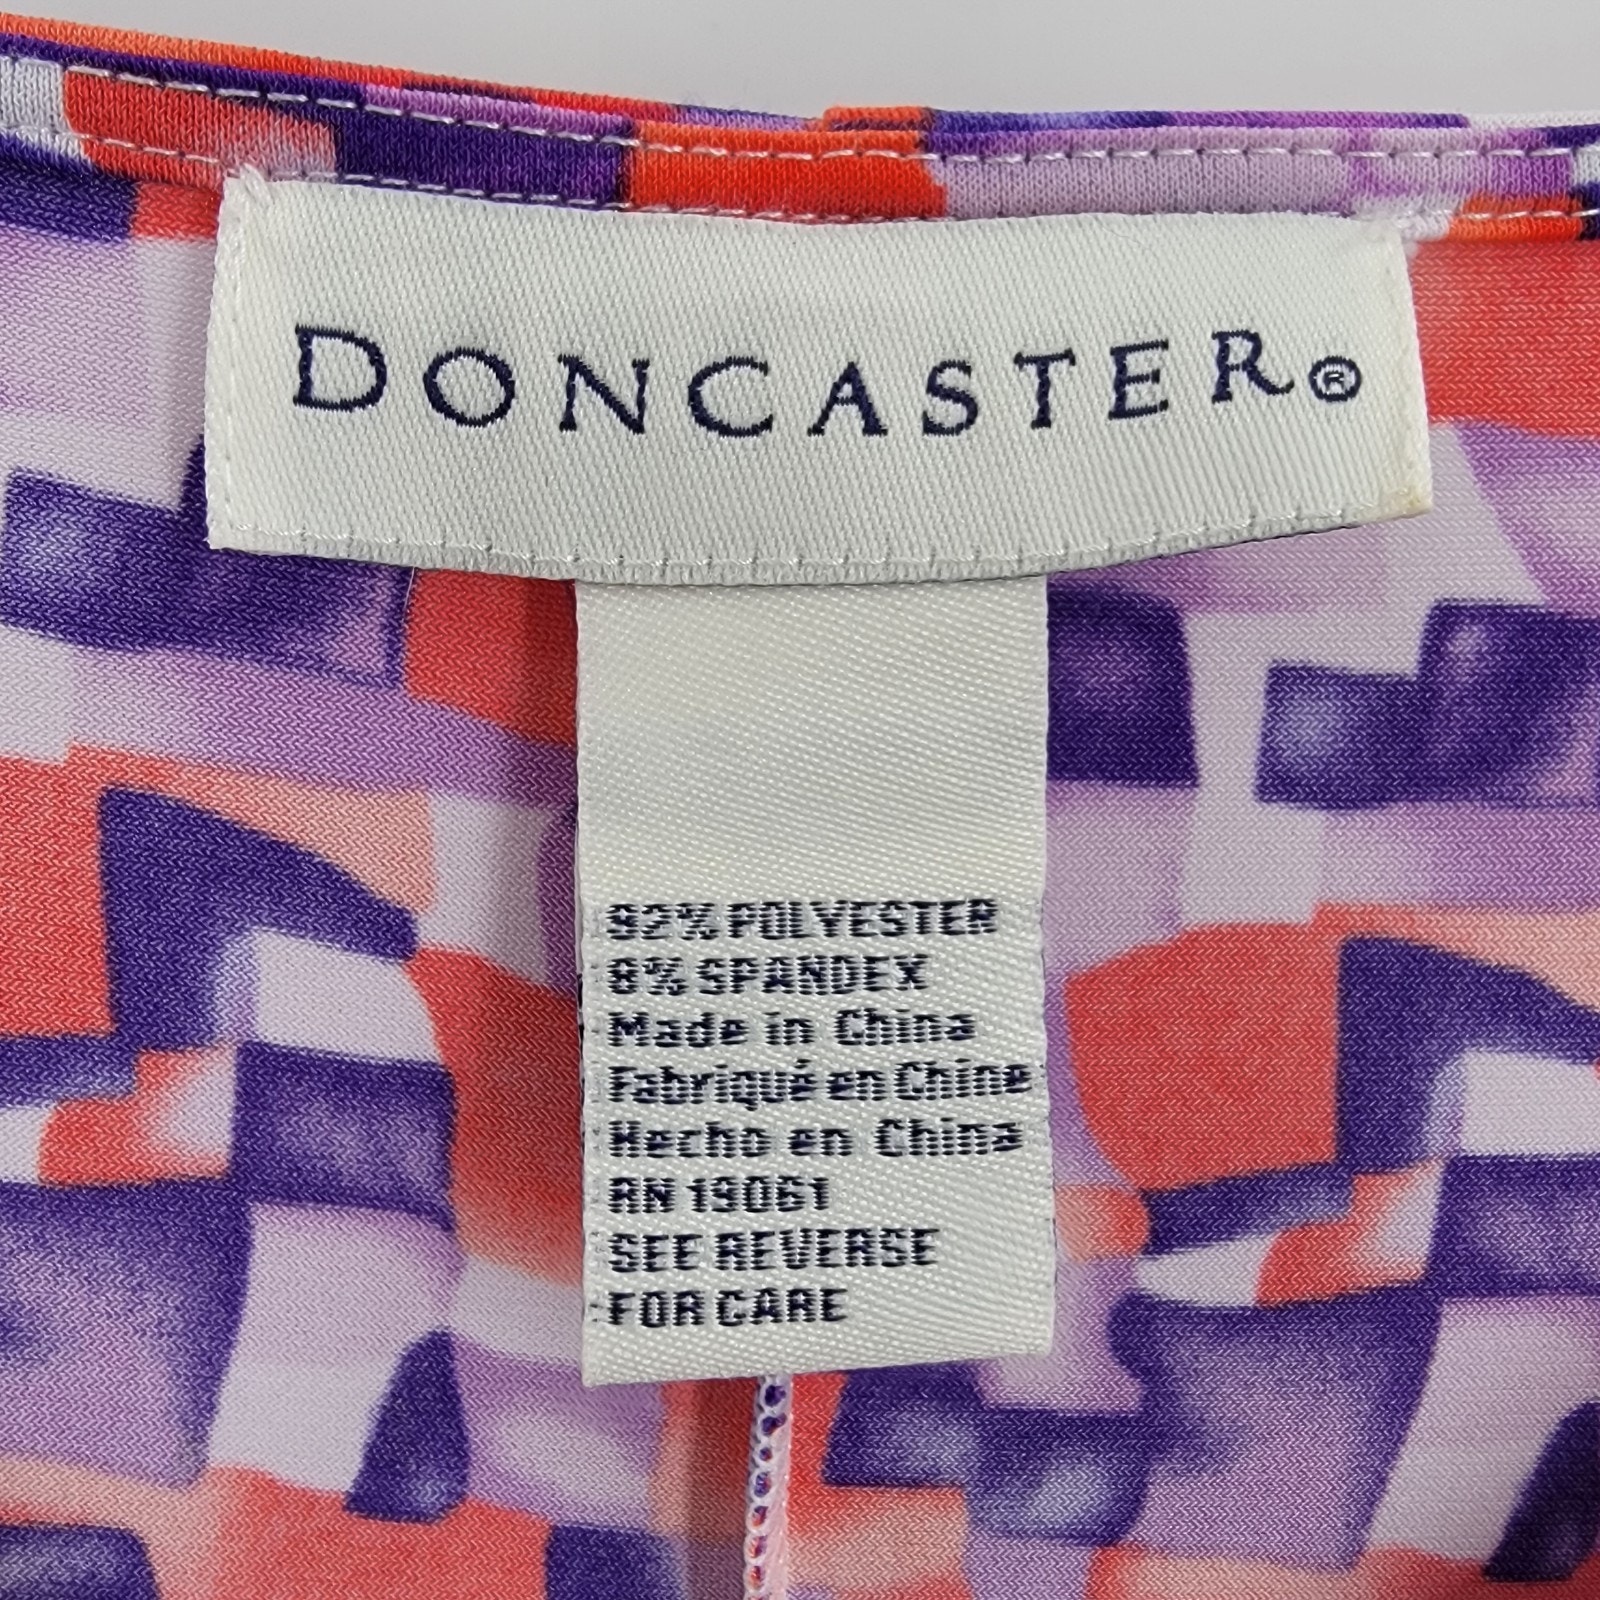 DONCASTER®
92% POLYESTER
8% SPANDEX
Made in China
Fabriqué en Chine
Hecho en China
RN 19061
SEE REVERSE
FOR CARE